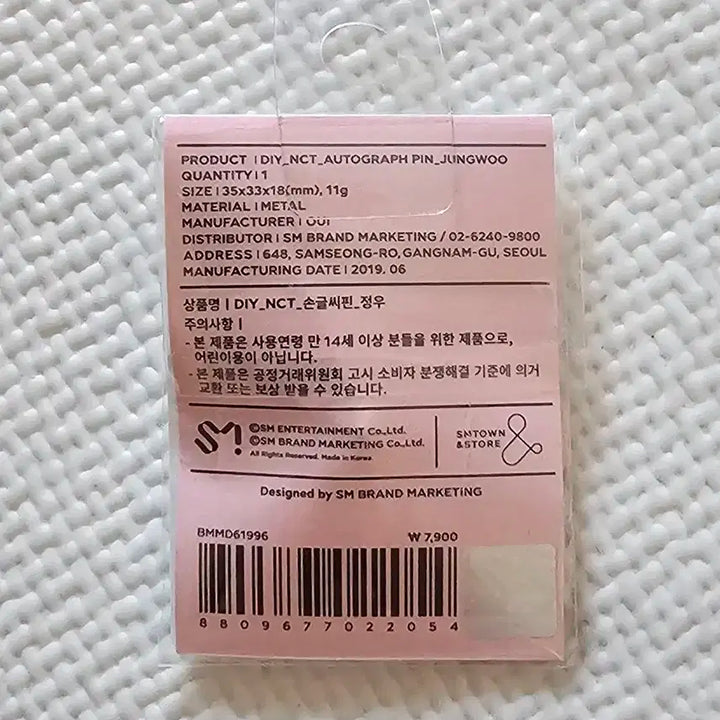 PRODUCT | DIY_NCT_AUTOGRAPH PIN_JUNGWOO
QUANTITY | 1
SIZE | 35x33x18(mm), 11g
MATERIAL | METAL
MANUFACTURER | OUI
DISTRIBUTOR | SM BRAND MARKETING / 02-6240-9800
ADDRESS | 648, SAMSEONG-RO, GANGNAM-GU, SEOUL
MANUFACTURING DATE | 2019. 06
상품명 | DIY_NCT_손글씨핀_정우
주의사항 |
- 본 제품은 사용연령 만 14세 이상 분들을 위한 제품으로,
어린이용이 아닙니다.
- 본 제품은 공정거래위원회 고시 소비자 분쟁해결 기준에 의거
교환 또는 보상 받을 수 있습니다.
SM
©SM ENTERTAINMENT Co.,Ltd.
©SM BRAND MARKETING Co.,Ltd.
All Rights Reserved. Made in Korea
SMTOWN
&STORE
&
Designed by SM BRAND MARKETING
BMMD61996
₩ 7,900
8809677022054